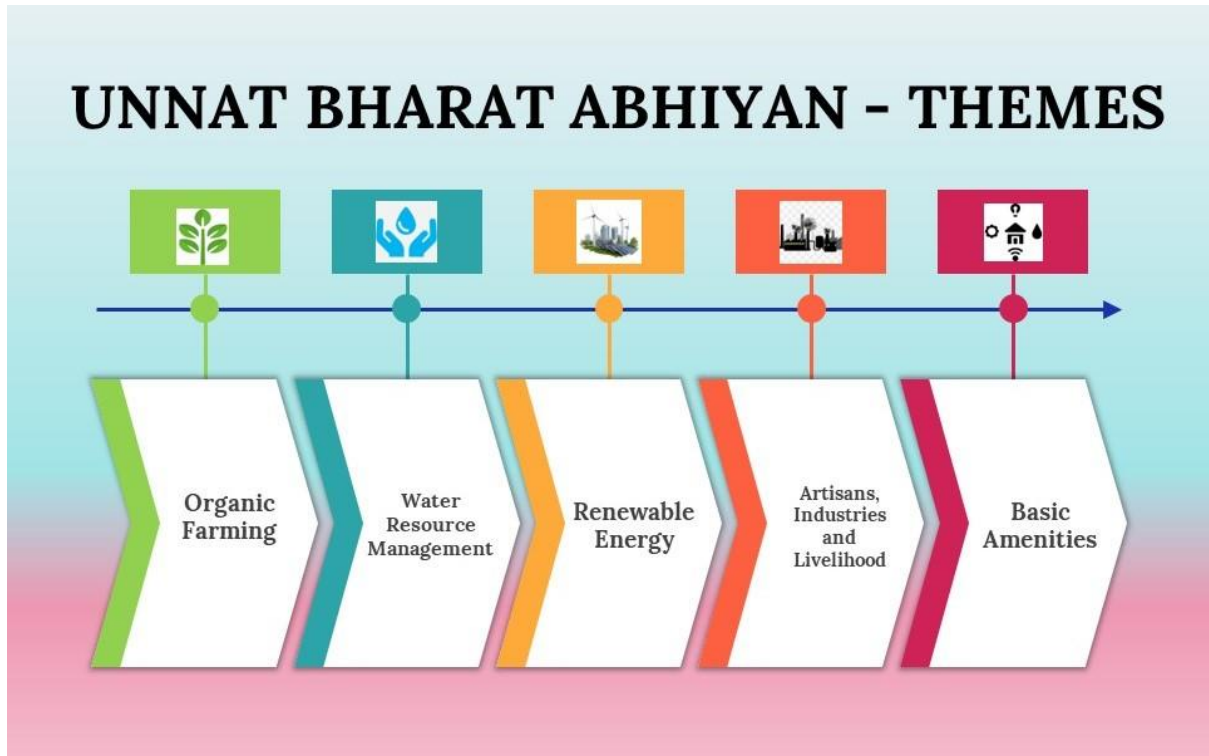 UNNAT BHARAT ABHIYAN - THEMES
Organic
Farming
Water
Resource
Management
Renewable
Energy
Artisans,
Industries
and
Livelihood
Basic
Amenities